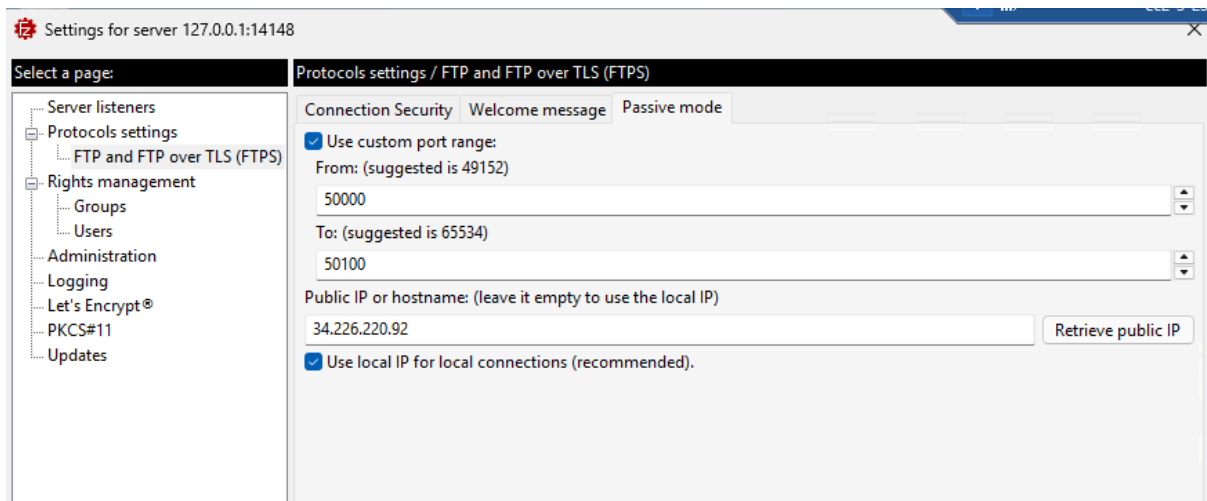 Settings for server 127.0.0.1:14148
Select a page:
Server listeners
Protocols settings
FTP and FTP over TLS (FTPS)
Rights management
Groups
Users
Administration
Logging
Let's Encrypt®
PKCS#11
Updates
Protocols settings / FTP and FTP over TLS (FTPS)
Connection Security Welcome message Passive mode
Use custom port range:
From: (suggested is 49152)
50000
To: (suggested is 65534)
50100
Public IP or hostname: (leave it empty to use the local IP)
34.226.220.92 Retrieve public IP
Use local IP for local connections (recommended).